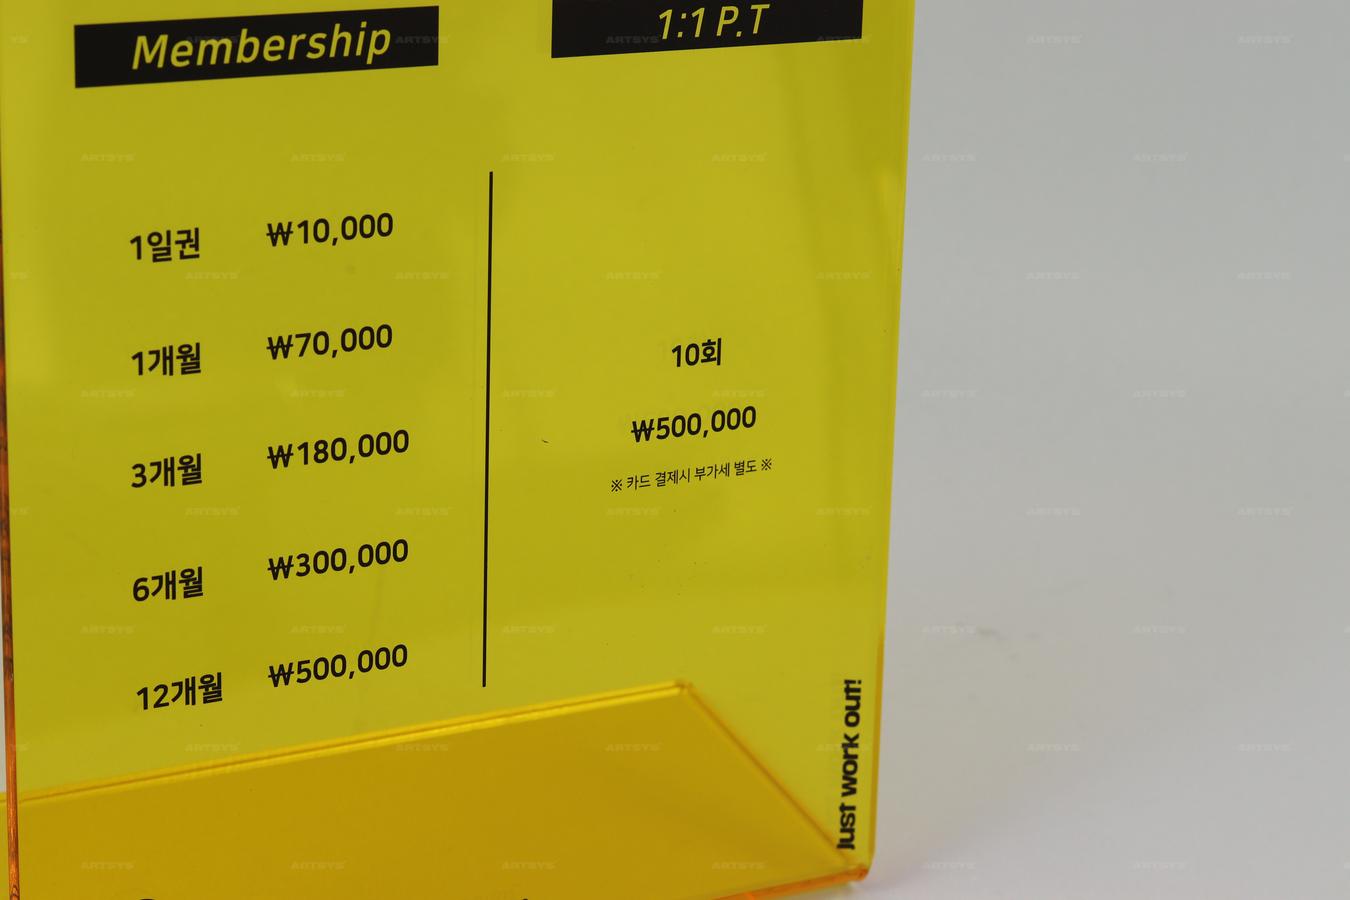 Membership
1일권 ₩10,000
1개월 ₩70,000
3개월 ₩180,000
6개월 ₩300,000
12개월 ₩500,000
1:1 P.T
10회
₩500,000
※ 카드 결제시 부가세 별도 ※
Just work out!
ARTSYS